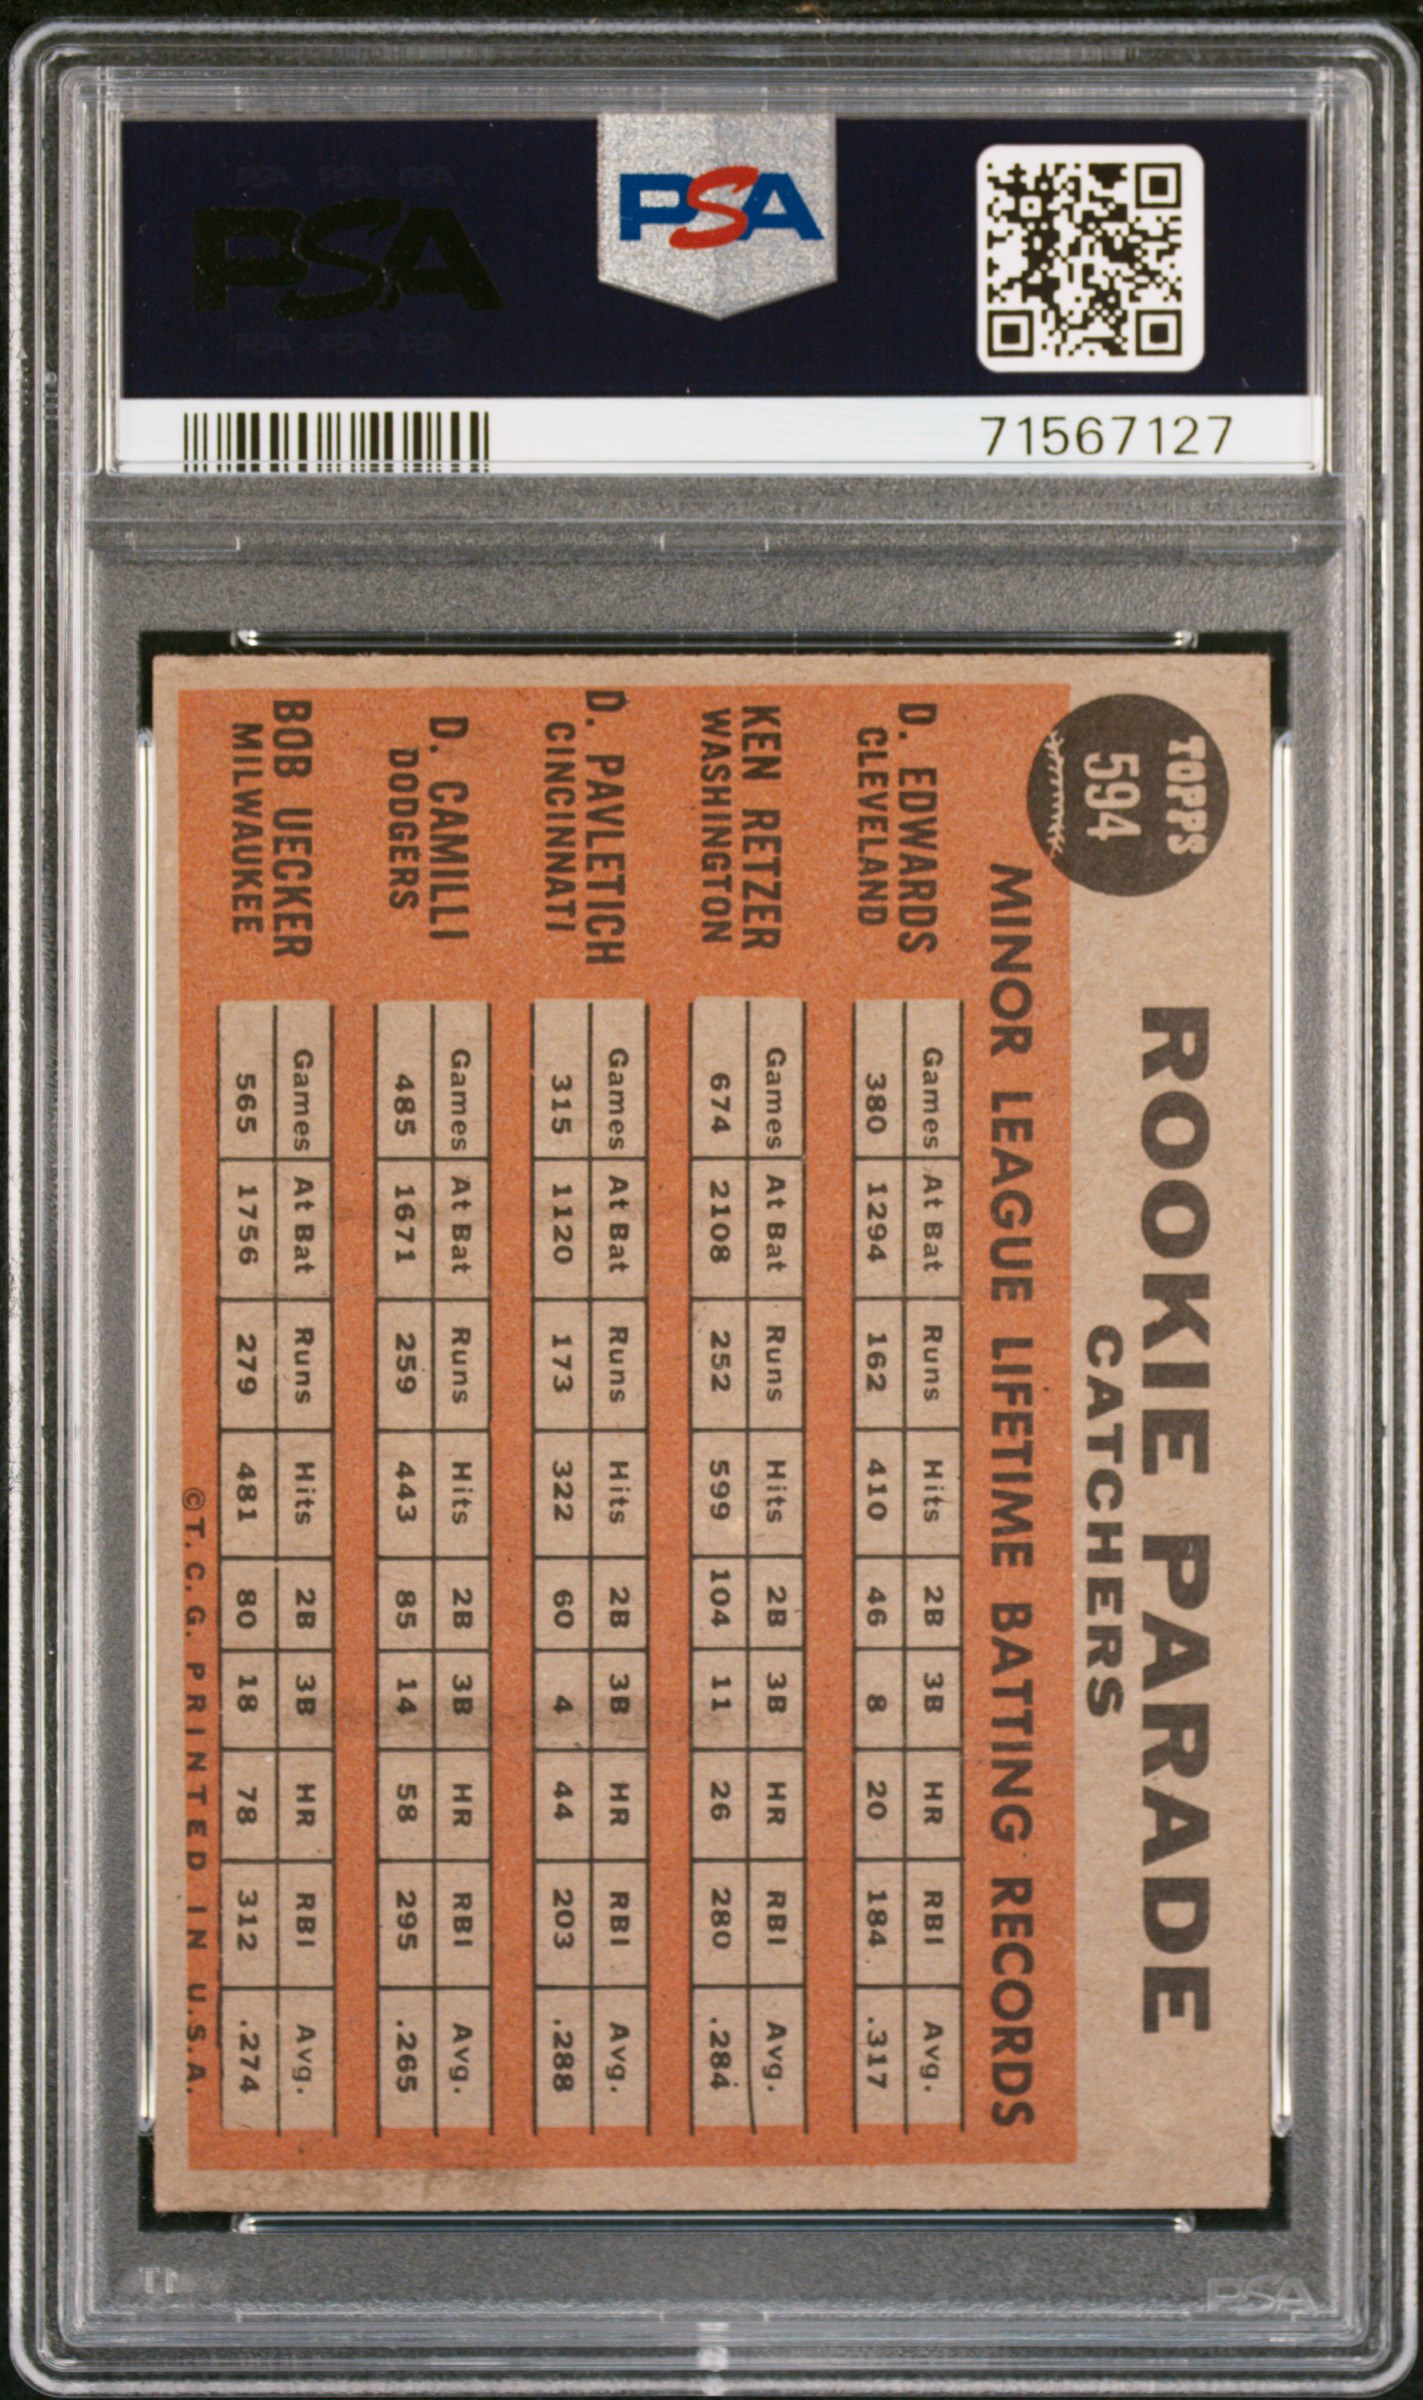 PSA
PSA
71567127
TOPPS
594
ROOKIE PARADE
CATCHERS
MINOR LEAGUE LIFETIME BATTING RECORDS
D. EDWARDS
CLEVELAND
Games At Bat Runs Hits 2B 3B HR RBI Avg.
380 1294 162 410 46 8 20 184 .317
KEN RETZER
WASHINGTON
Games At Bat Runs Hits 2B 3B HR RBI Avg.
674 2108 252 599 104 11 26 280 .284
D. PAVLETICH
CINCINNATI
Games At Bat Runs Hits 2B 3B HR RBI Avg.
315 1120 173 322 60 4 44 203 .288
D. CAMILLI
DODGERS
Games At Bat Runs Hits 2B 3B HR RBI Avg.
485 1671 259 443 85 14 58 295 .265
BOB UECKER
MILWAUKEE
Games At Bat Runs Hits 2B 3B HR RBI Avg.
565 1756 279 481 80 18 78 312 .274
©T. C. G. PRINTED IN U.S.A.
PSA